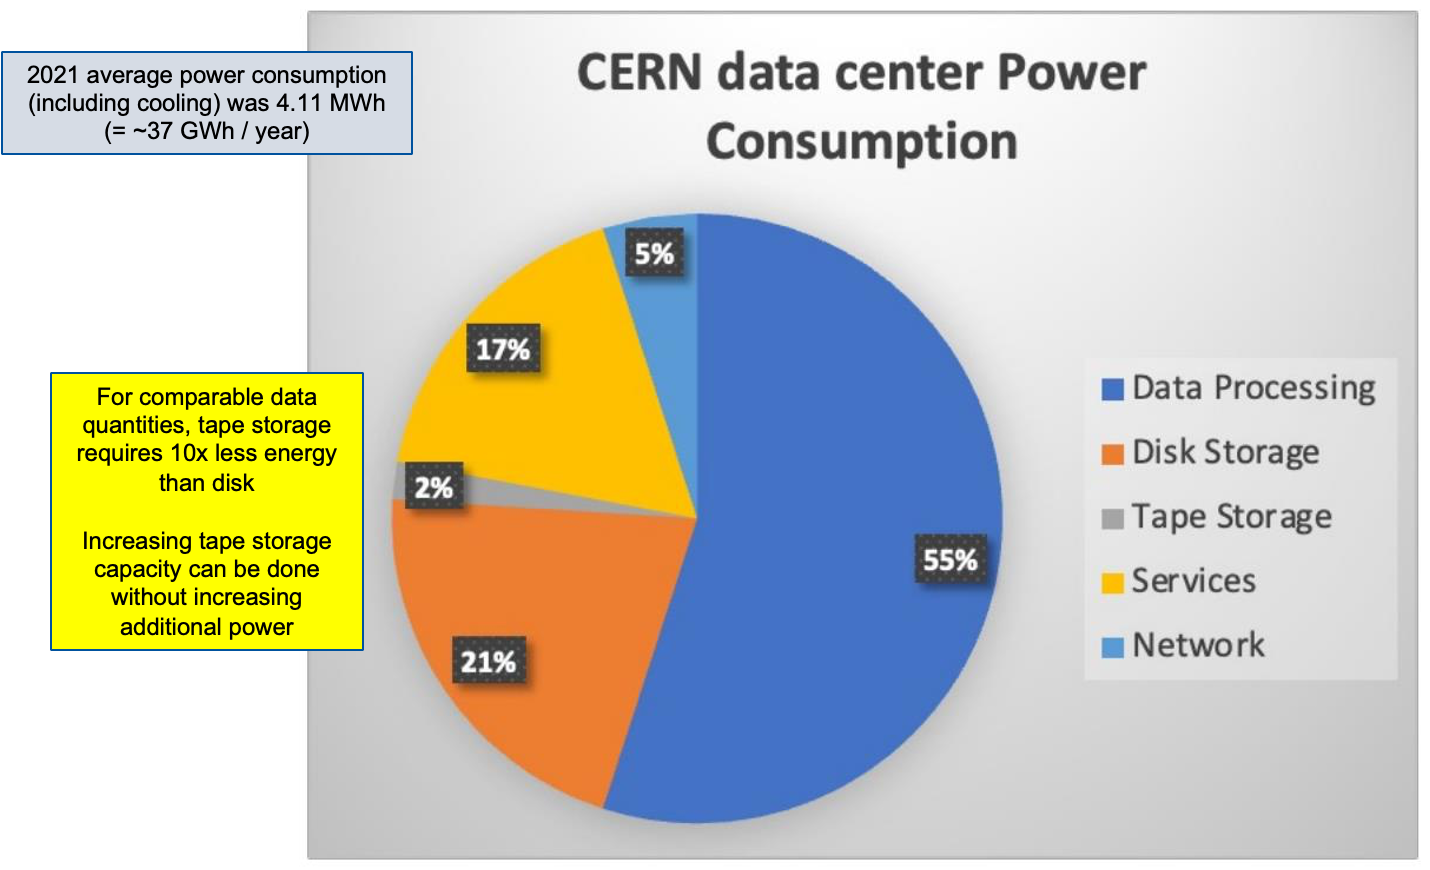 2021 average power consumption
(including cooling) was 4.11 MWh
(= ~37 GWh / year)
CERN data center Power
Consumption
5%
17%
2%
21%
55%
For comparable data
quantities, tape storage
requires 10x less energy
than disk
Increasing tape storage
capacity can be done
without increasing
additional power
Data Processing
Disk Storage
Tape Storage
Services
Network